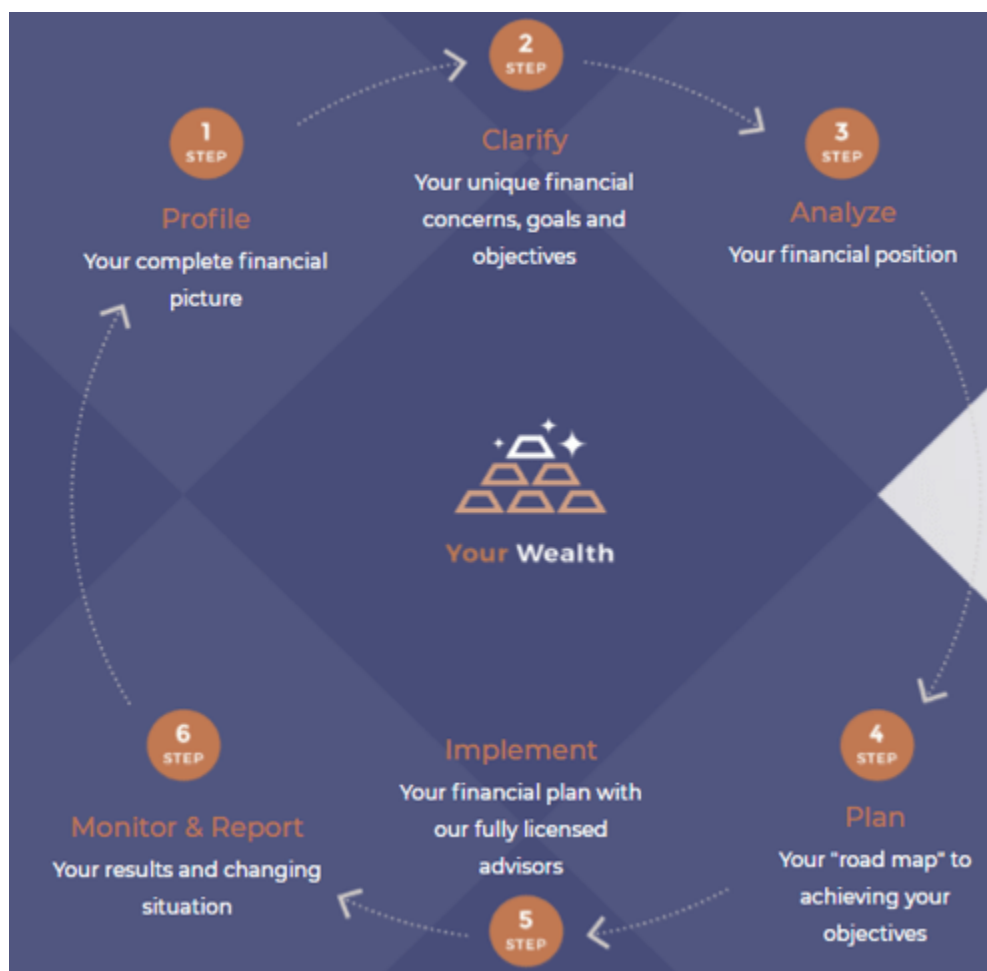 1
STEP
Profile
Your complete financial
picture
2
STEP
Clarify
Your unique financial
concerns, goals and
objectives
3
STEP
Analyze
Your financial position
Your Wealth
4
STEP
Plan
Your "road map" to
achieving your
objectives
Implement
Your financial plan with
our fully licensed
advisors
5
STEP
6
STEP
Monitor & Report
Your results and changing
situation